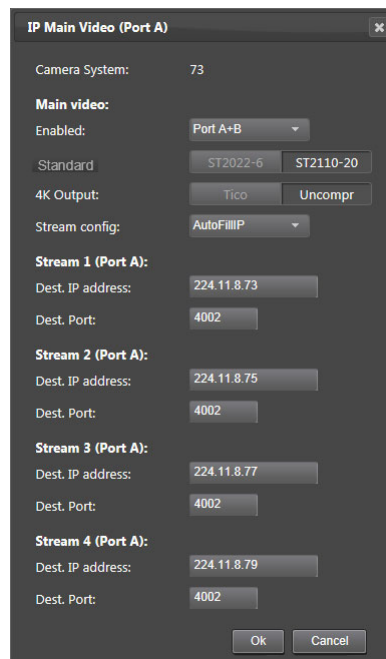 IP Main Video (Port A)
Camera System: 73
Main video:
Enabled: Port A+B
Standard ST2022-6 ST2110-20
4K Output: Tico Uncompr
Stream config: AutoFillIP
Stream 1 (Port A):
Dest. IP address: 224.11.8.73
Dest. Port: 4002
Stream 2 (Port A):
Dest. IP address: 224.11.8.75
Dest. Port: 4002
Stream 3 (Port A):
Dest. IP address: 224.11.8.77
Dest. Port: 4002
Stream 4 (Port A):
Dest. IP address: 224.11.8.79
Dest. Port: 4002
Ok Cancel